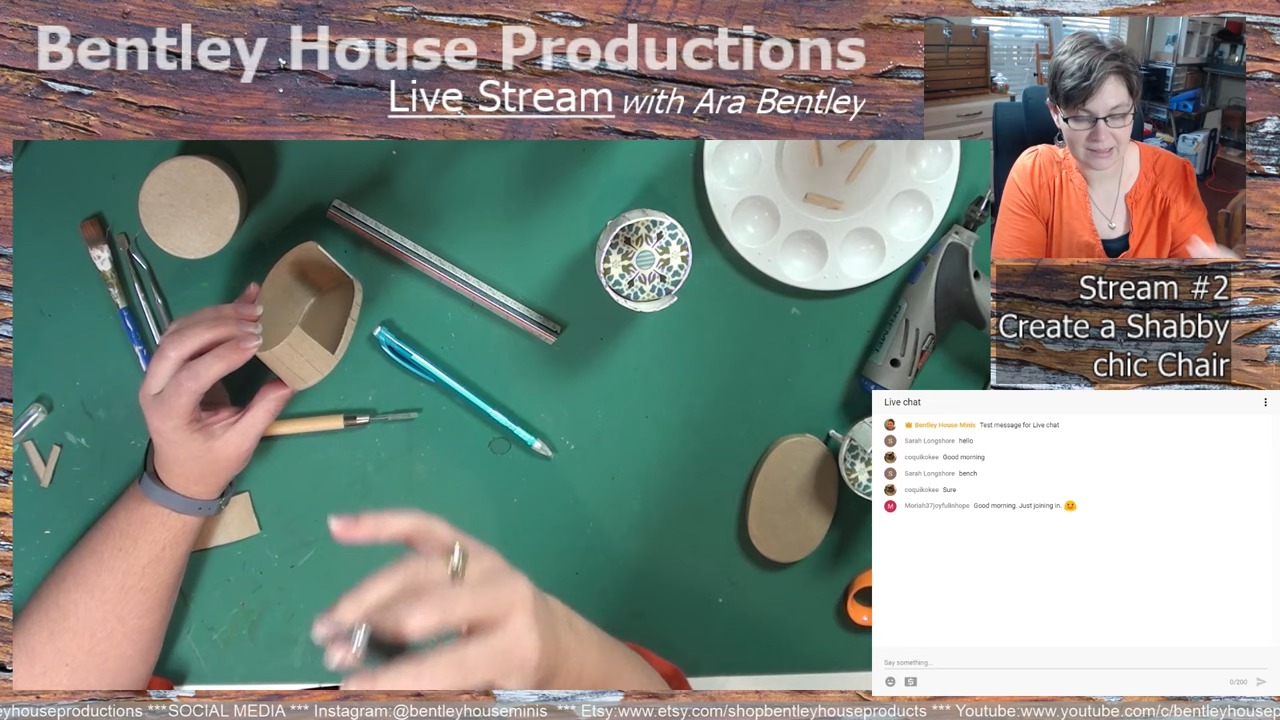 Bentley House Productions
Live Stream with Ara Bentley
Stream #2
Create a Shabby
chic Chair
Live chat
Bentley House Minis Test message for Live chat
Sarah Longshore hello
coquikokee Good morning
Sarah Longshore bench
coquikokee Sure
Moriah37joyfulinhope Good morning. Just joining in.
Say something...
0/200
eyhouseproductions ***SOCIAL MEDIA *** Instagram:@bentleyhouseminis *** Etsy:www.etsy.com/shopbentleyhouseproducts *** Youtube:www.youtube.com/c/bentleyhousep